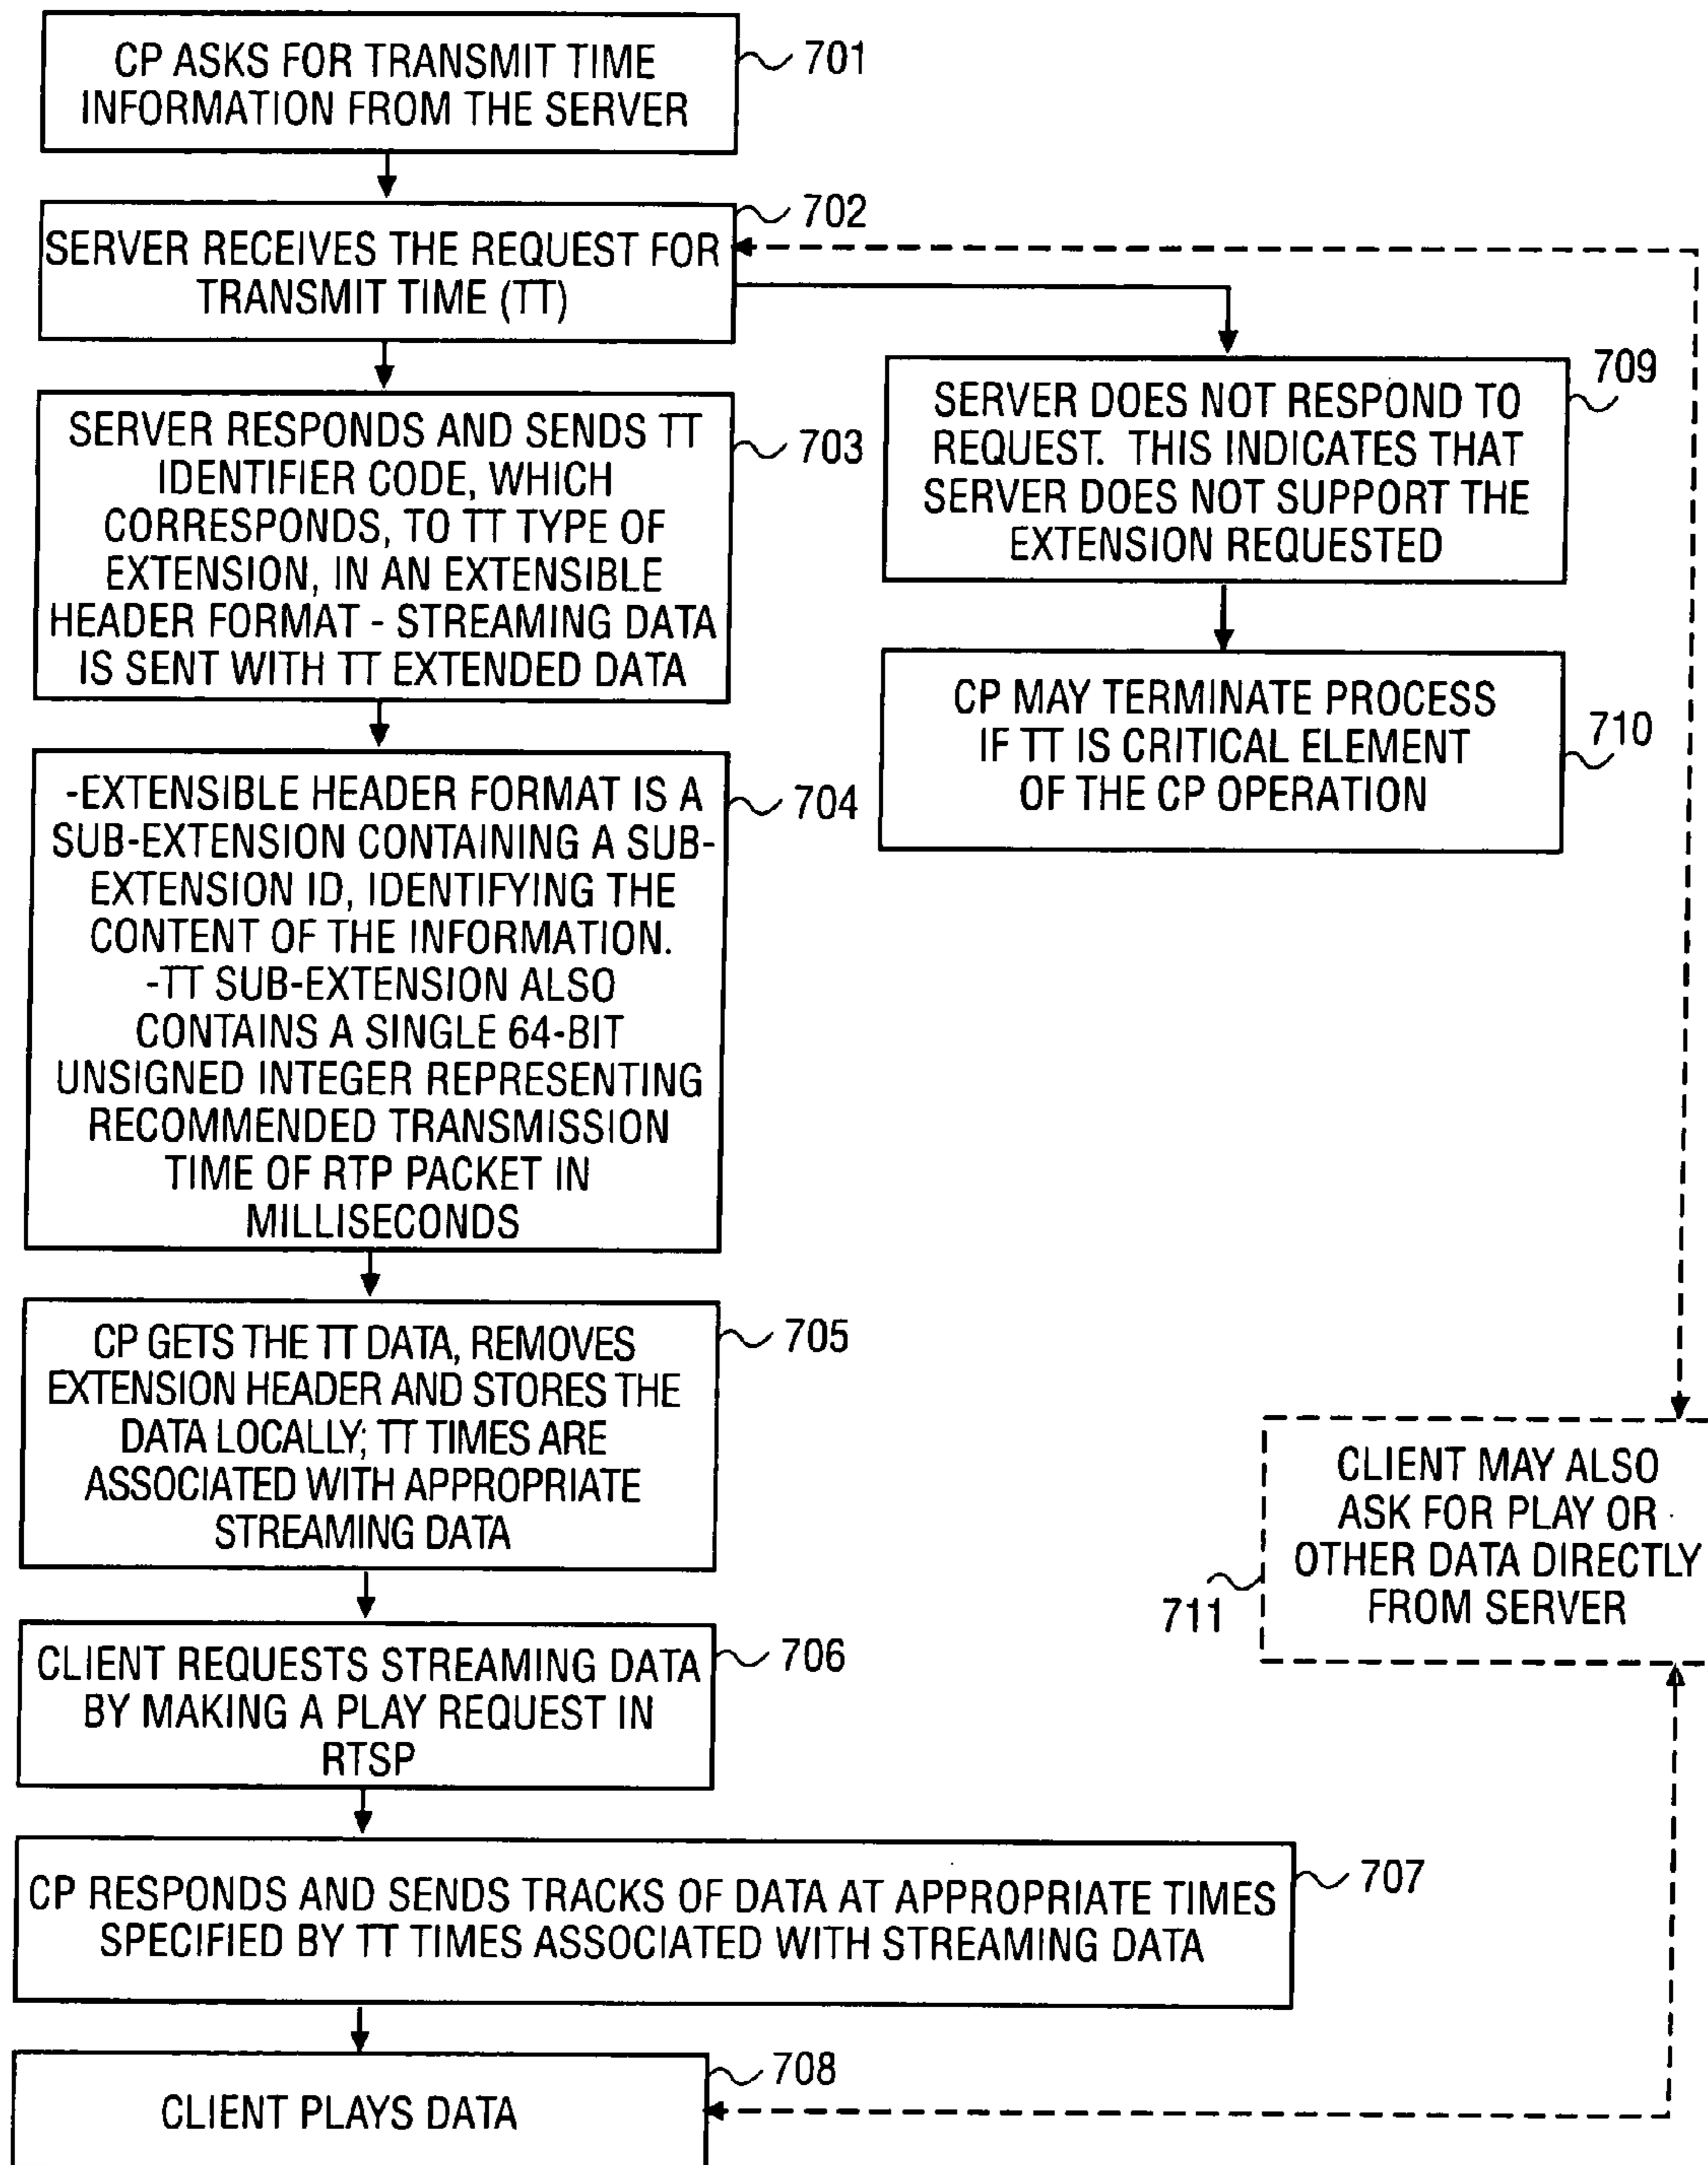 CP ASKS FOR TRANSMIT TIME
INFORMATION FROM THE SERVER
701
SERVER RECEIVES THE REQUEST FOR
TRANSMIT TIME (TT)
702
SERVER RESPONDS AND SENDS TT
IDENTIFIER CODE, WHICH
CORRESPONDS, TO TT TYPE OF
EXTENSION, IN AN EXTENSIBLE
HEADER FORMAT - STREAMING DATA
IS SENT WITH TT EXTENDED DATA
703
SERVER DOES NOT RESPOND TO
REQUEST. THIS INDICATES THAT
SERVER DOES NOT SUPPORT THE
EXTENSION REQUESTED
709
CP MAY TERMINATE PROCESS
IF TT IS CRITICAL ELEMENT
OF THE CP OPERATION
710
-EXTENSIBLE HEADER FORMAT IS A
SUB-EXTENSION CONTAINING A SUB-
EXTENSION ID, IDENTIFYING THE
CONTENT OF THE INFORMATION.
-TT SUB-EXTENSION ALSO
CONTAINS A SINGLE 64-BIT
UNSIGNED INTEGER REPRESENTING
RECOMMENDED TRANSMISSION
TIME OF RTP PACKET IN
MILLISECONDS
704
CP GETS THE TT DATA, REMOVES
EXTENSION HEADER AND STORES THE
DATA LOCALLY; TT TIMES ARE
ASSOCIATED WITH APPROPRIATE
STREAMING DATA
705
CLIENT MAY ALSO
ASK FOR PLAY OR
OTHER DATA DIRECTLY
FROM SERVER
711
CLIENT REQUESTS STREAMING DATA
BY MAKING A PLAY REQUEST IN
RTSP
706
CP RESPONDS AND SENDS TRACKS OF DATA AT APPROPRIATE TIMES
SPECIFIED BY TT TIMES ASSOCIATED WITH STREAMING DATA
707
CLIENT PLAYS DATA
708